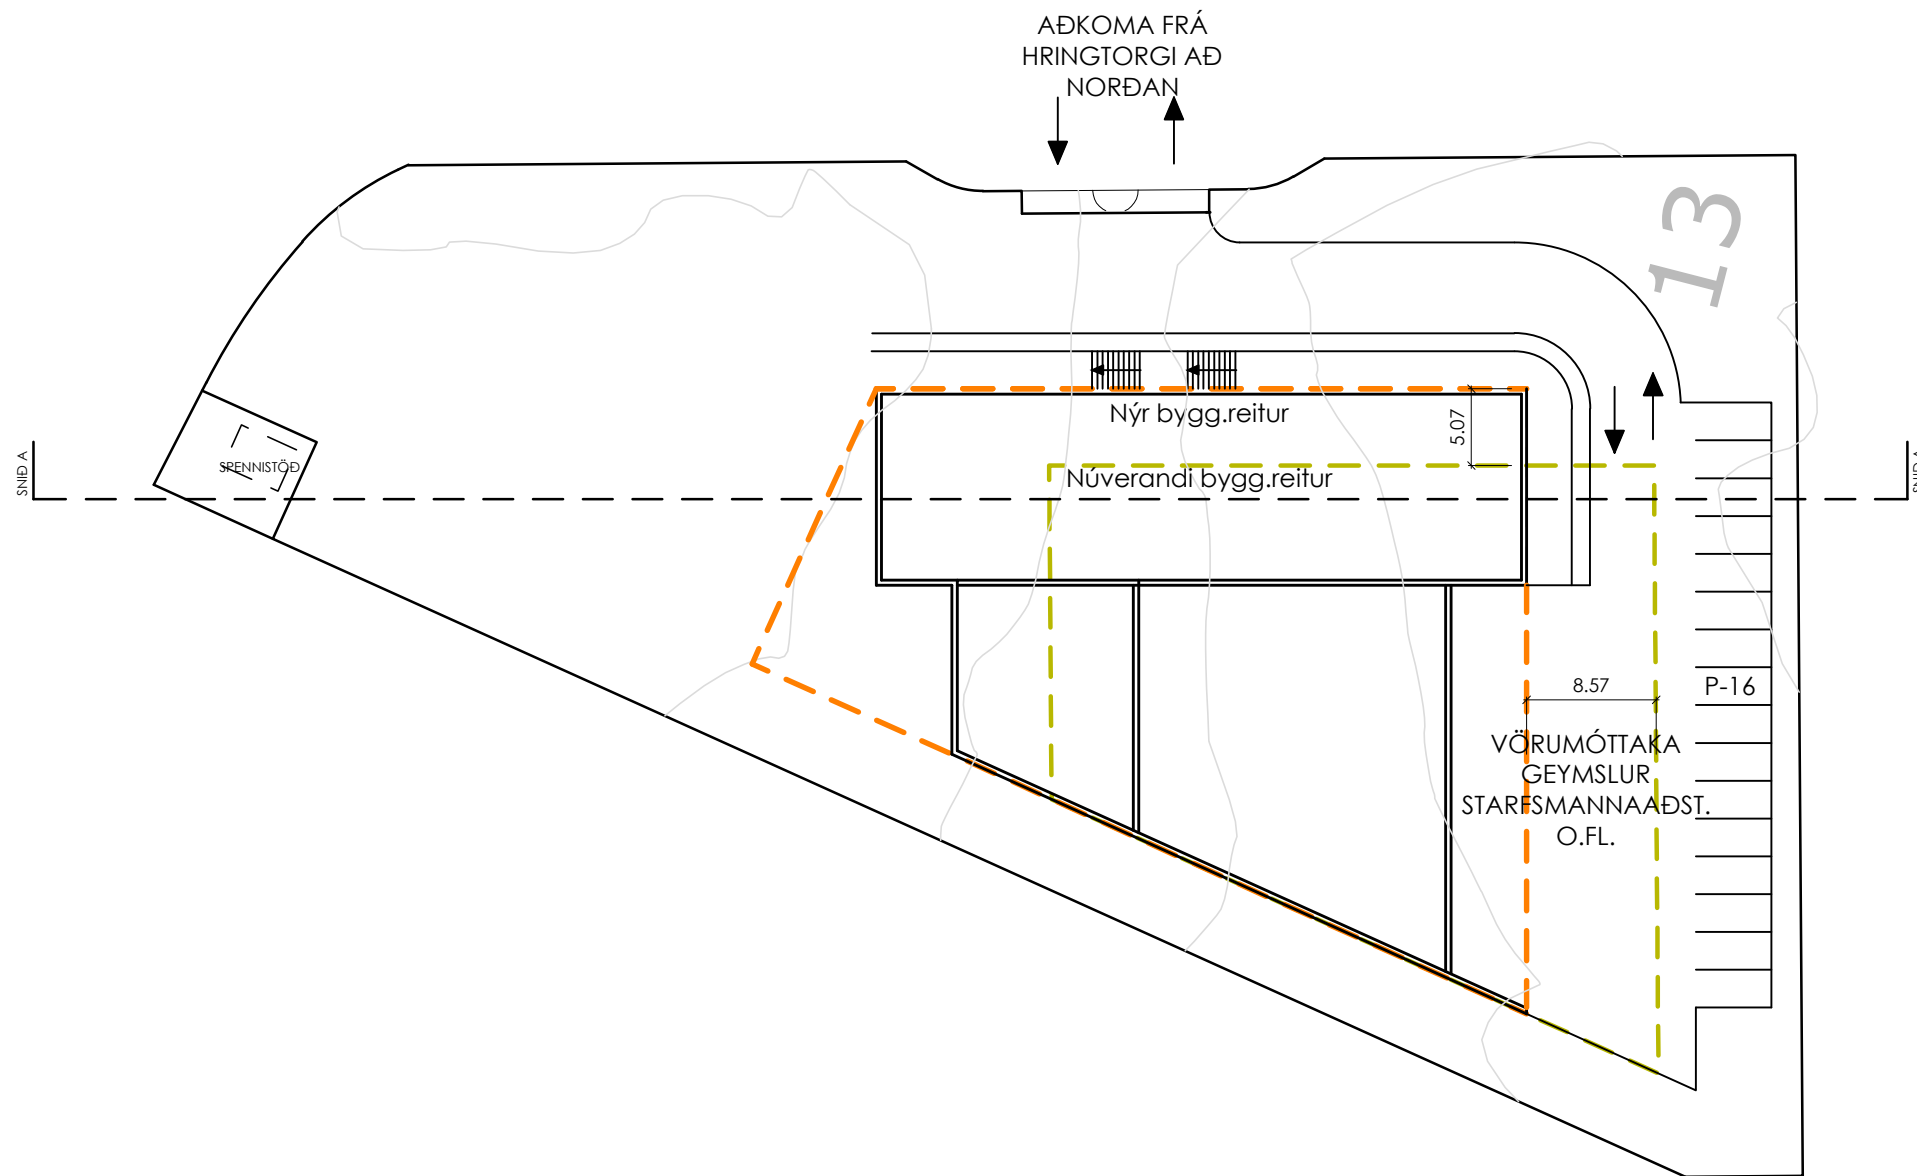 AÐKOMA FRÁ
HRINGTORGI AÐ
NORÐAN
13
Nýr bygg.reitur
5.07
Núverandi bygg.reitur
SPENNISTÖÐ
SNIÐ A
SNIÐ A
8.57
P-16
VÖRUMÓTTAKA
GEYMSLUR
STARFSMANNAAÐST.
O.FL.